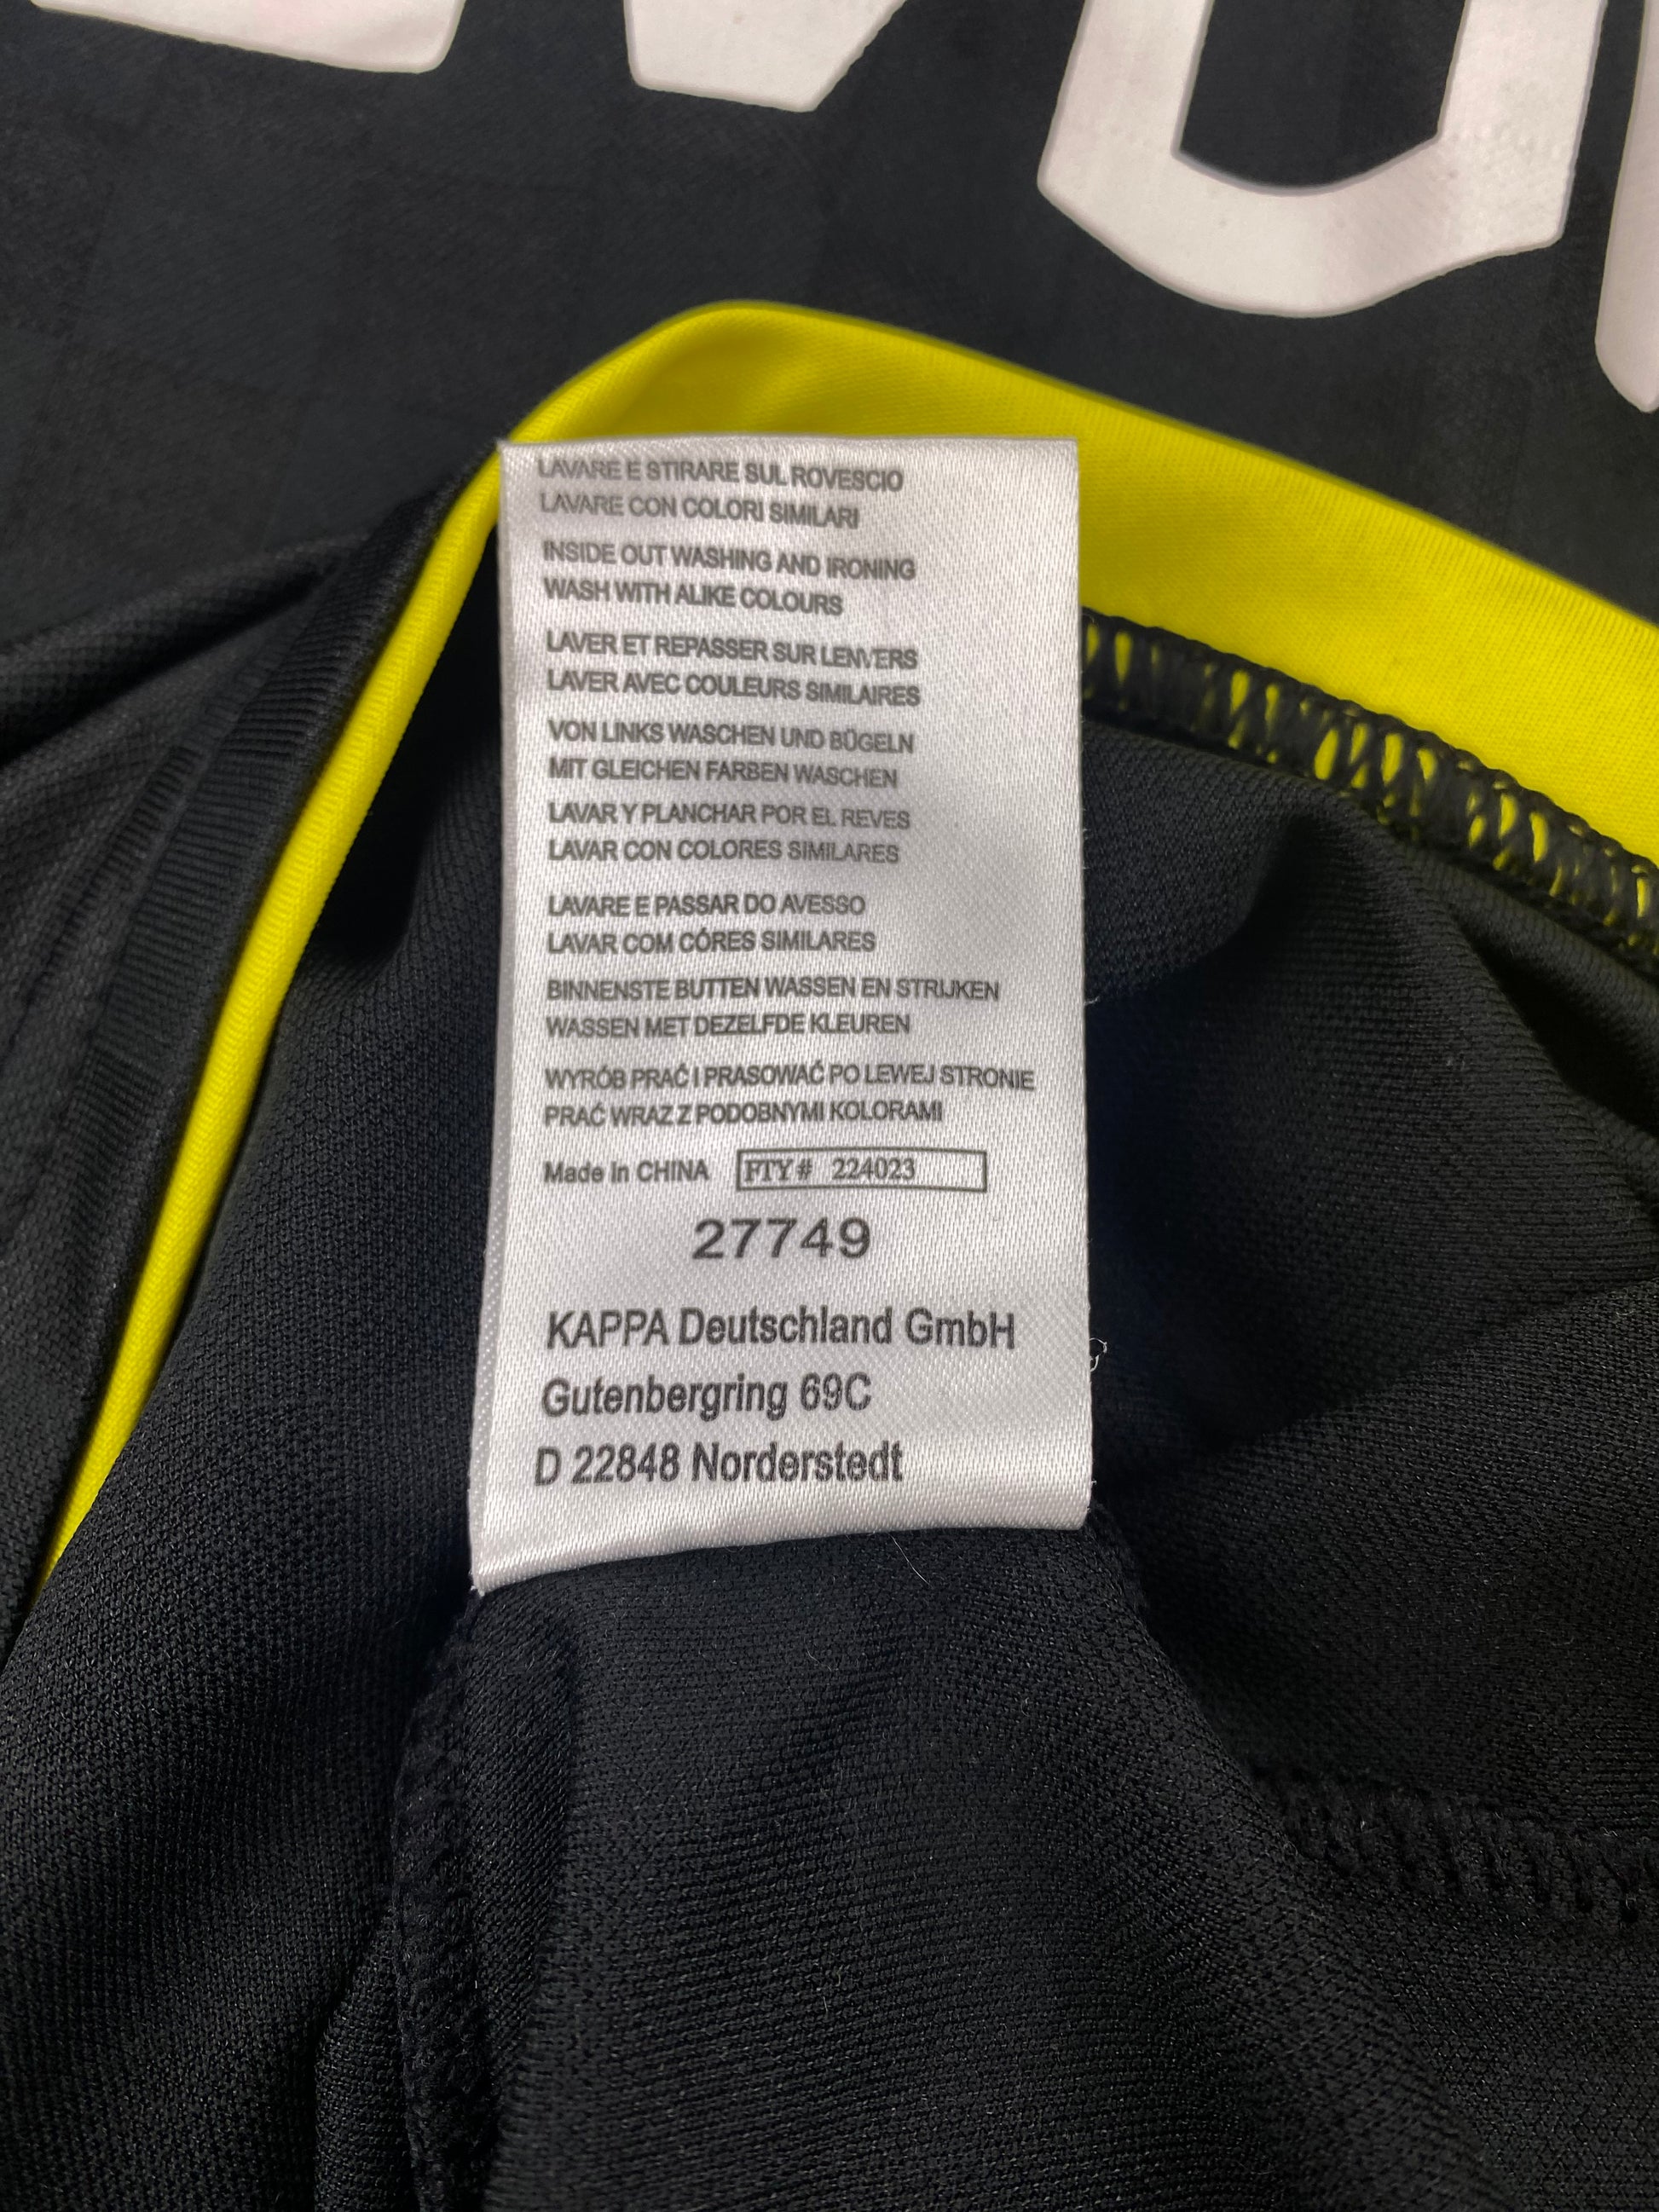 LAVARE E STIRARE SUL ROVESCIO
LAVARE CON COLORI SIMILARI
INSIDE OUT WASHING AND IRONING
WASH WITH ALIKE COLOURS
LAVER ET REPASSER SUR LENVERS
LAVER AVEC COULEURS SIMILAIRES
VON LINKS WASCHEN UND BÜGELN
MIT GLEICHEN FARBEN WASCHEN
LAVAR Y PLANCHAR POR EL REVES
LAVAR CON COLORES SIMILARES
LAVARE E PASSAR DO AVESSO
LAVAR COM CÓRES SIMILARES
BINNENSTE BUTTEN WASSEN EN STRIJKEN
WASSEN MET DEZELFDE KLEUREN
WYRÓB PRAĆ I PRASOWAĆ PO LEWEJ STRONIE
PRAĆ WRAZ Z PODOBNYMI KOLORAMI
Made in CHINA FTY# 224023
27749
KAPPA Deutschland GmbH
Gutenbergring 69C
D 22848 Norderstedt